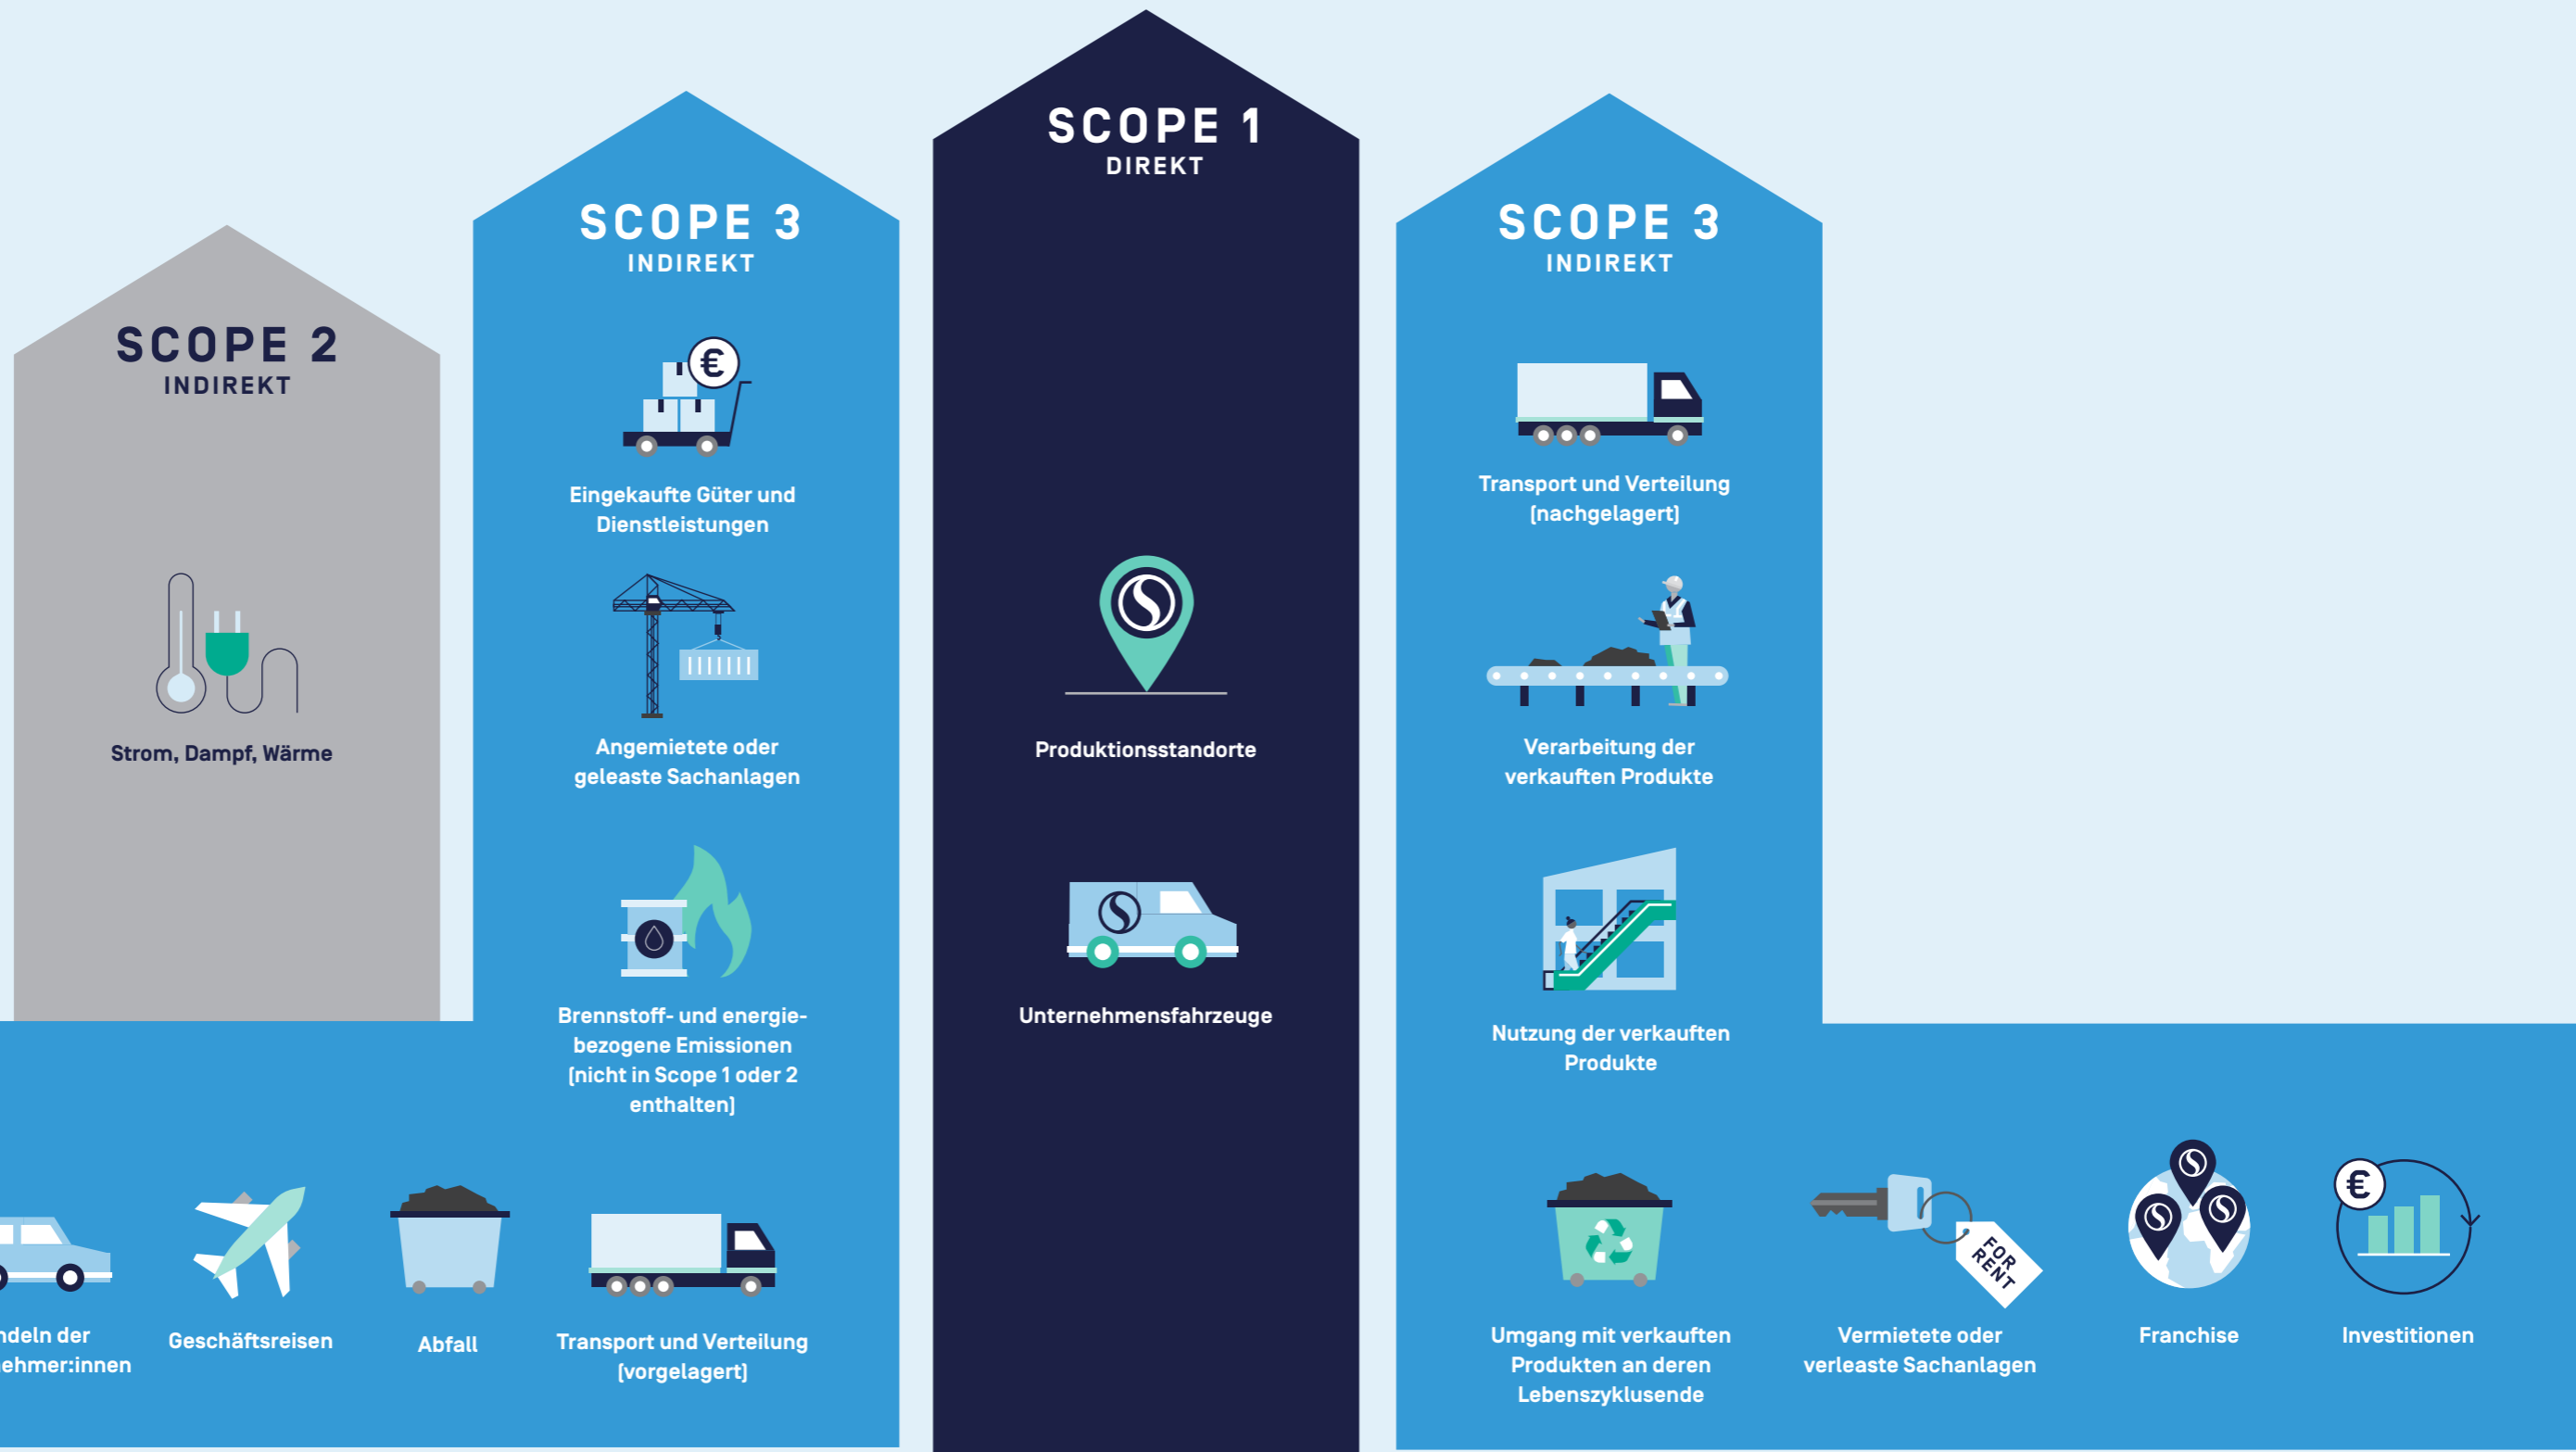 SCOPE 2
INDIREKT
Strom, Dampf, Wärme
SCOPE 3
INDIREKT
€
Eingekaufte Güter und
Dienstleistungen
Angemietete oder
geleaste Sachanlagen
Brennstoff- und energie-
bezogene Emissionen
(nicht in Scope 1 oder 2
enthalten)
der
Geschäftsreisen
Abfall
Transport und Verteilung
(vorgelagert)
SCOPE 1
DIREKT
Produktionsstandorte
Unternehmensfahrzeuge
SCOPE 3
INDIREKT
Transport und Verteilung
(nachgelagert)
Verarbeitung der
verkauften Produkte
Nutzung der verkauften
Produkte
Umgang mit verkauften
Produkten an deren
Lebenszyklusende
FOR
RENT
Vermietete oder
verleaste Sachanlagen
Franchise
€
Investitionen